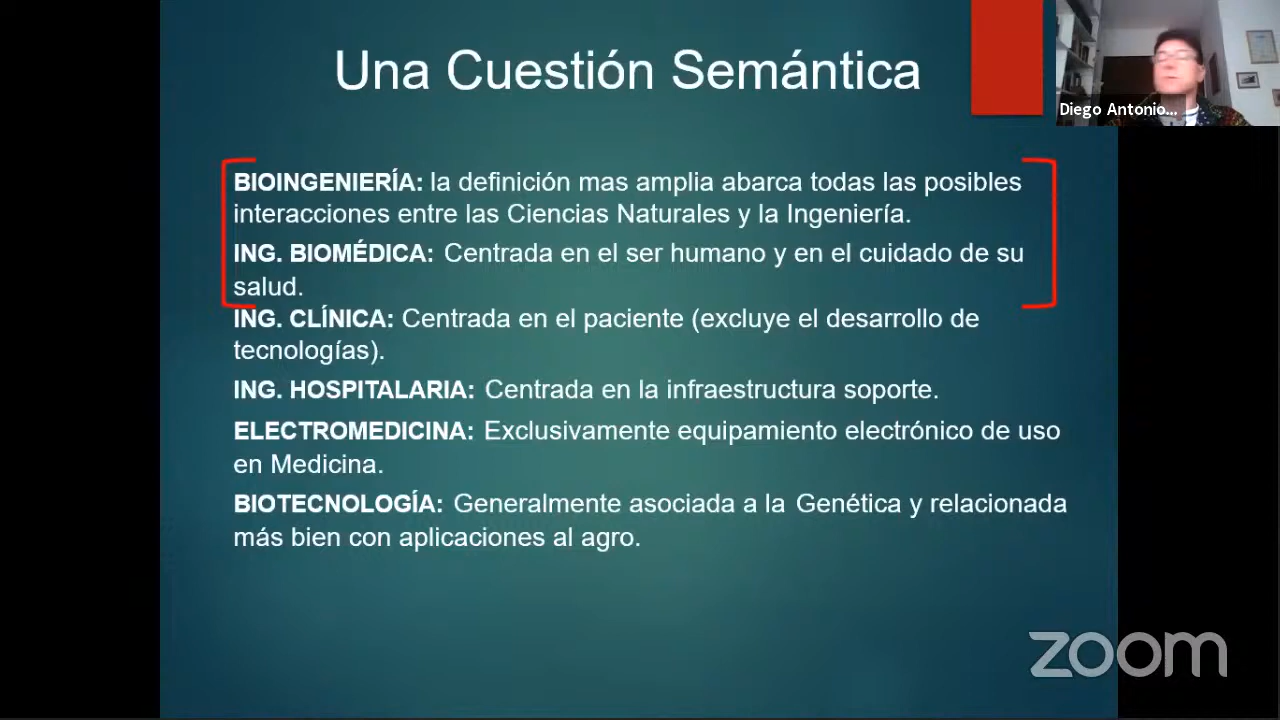 Una Cuestión Semántica
Diego Antonio...
BIOINGENIERÍA: la definición mas amplia abarca todas las posibles
interacciones entre las Ciencias Naturales y la Ingeniería.
ING. BIOMÉDICA: Centrada en el ser humano y en el cuidado de su
salud.
ING. CLÍNICA: Centrada en el paciente (excluye el desarrollo de
tecnologías).
ING. HOSPITALARIA: Centrada en la infraestructura soporte.
ELECTROMEDICINA: Exclusivamente equipamiento electrónico de uso
en Medicina.
BIOTECNOLOGÍA: Generalmente asociada a la Genética y relacionada
más bien con aplicaciones al agro.
zoom